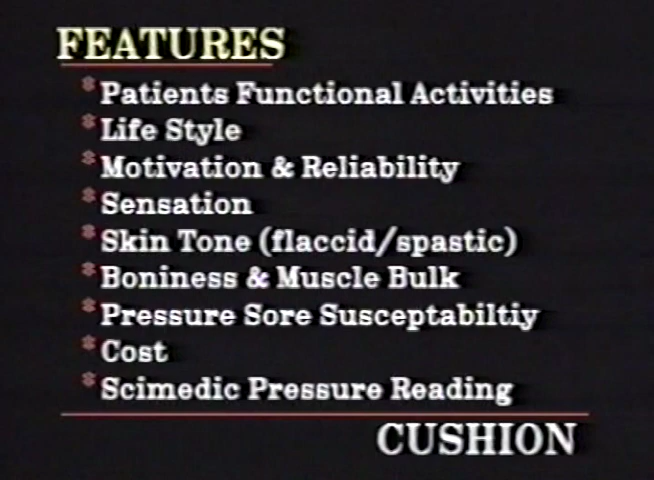 FEATURES
* Patients Functional Activities
* Life Style
* Motivation & Reliability
* Sensation
* Skin Tone (flaccid/spastic)
* Boniness & Muscle Bulk
* Pressure Sore Susceptabiltiy
* Cost
* Scimedic Pressure Reading
CUSHION